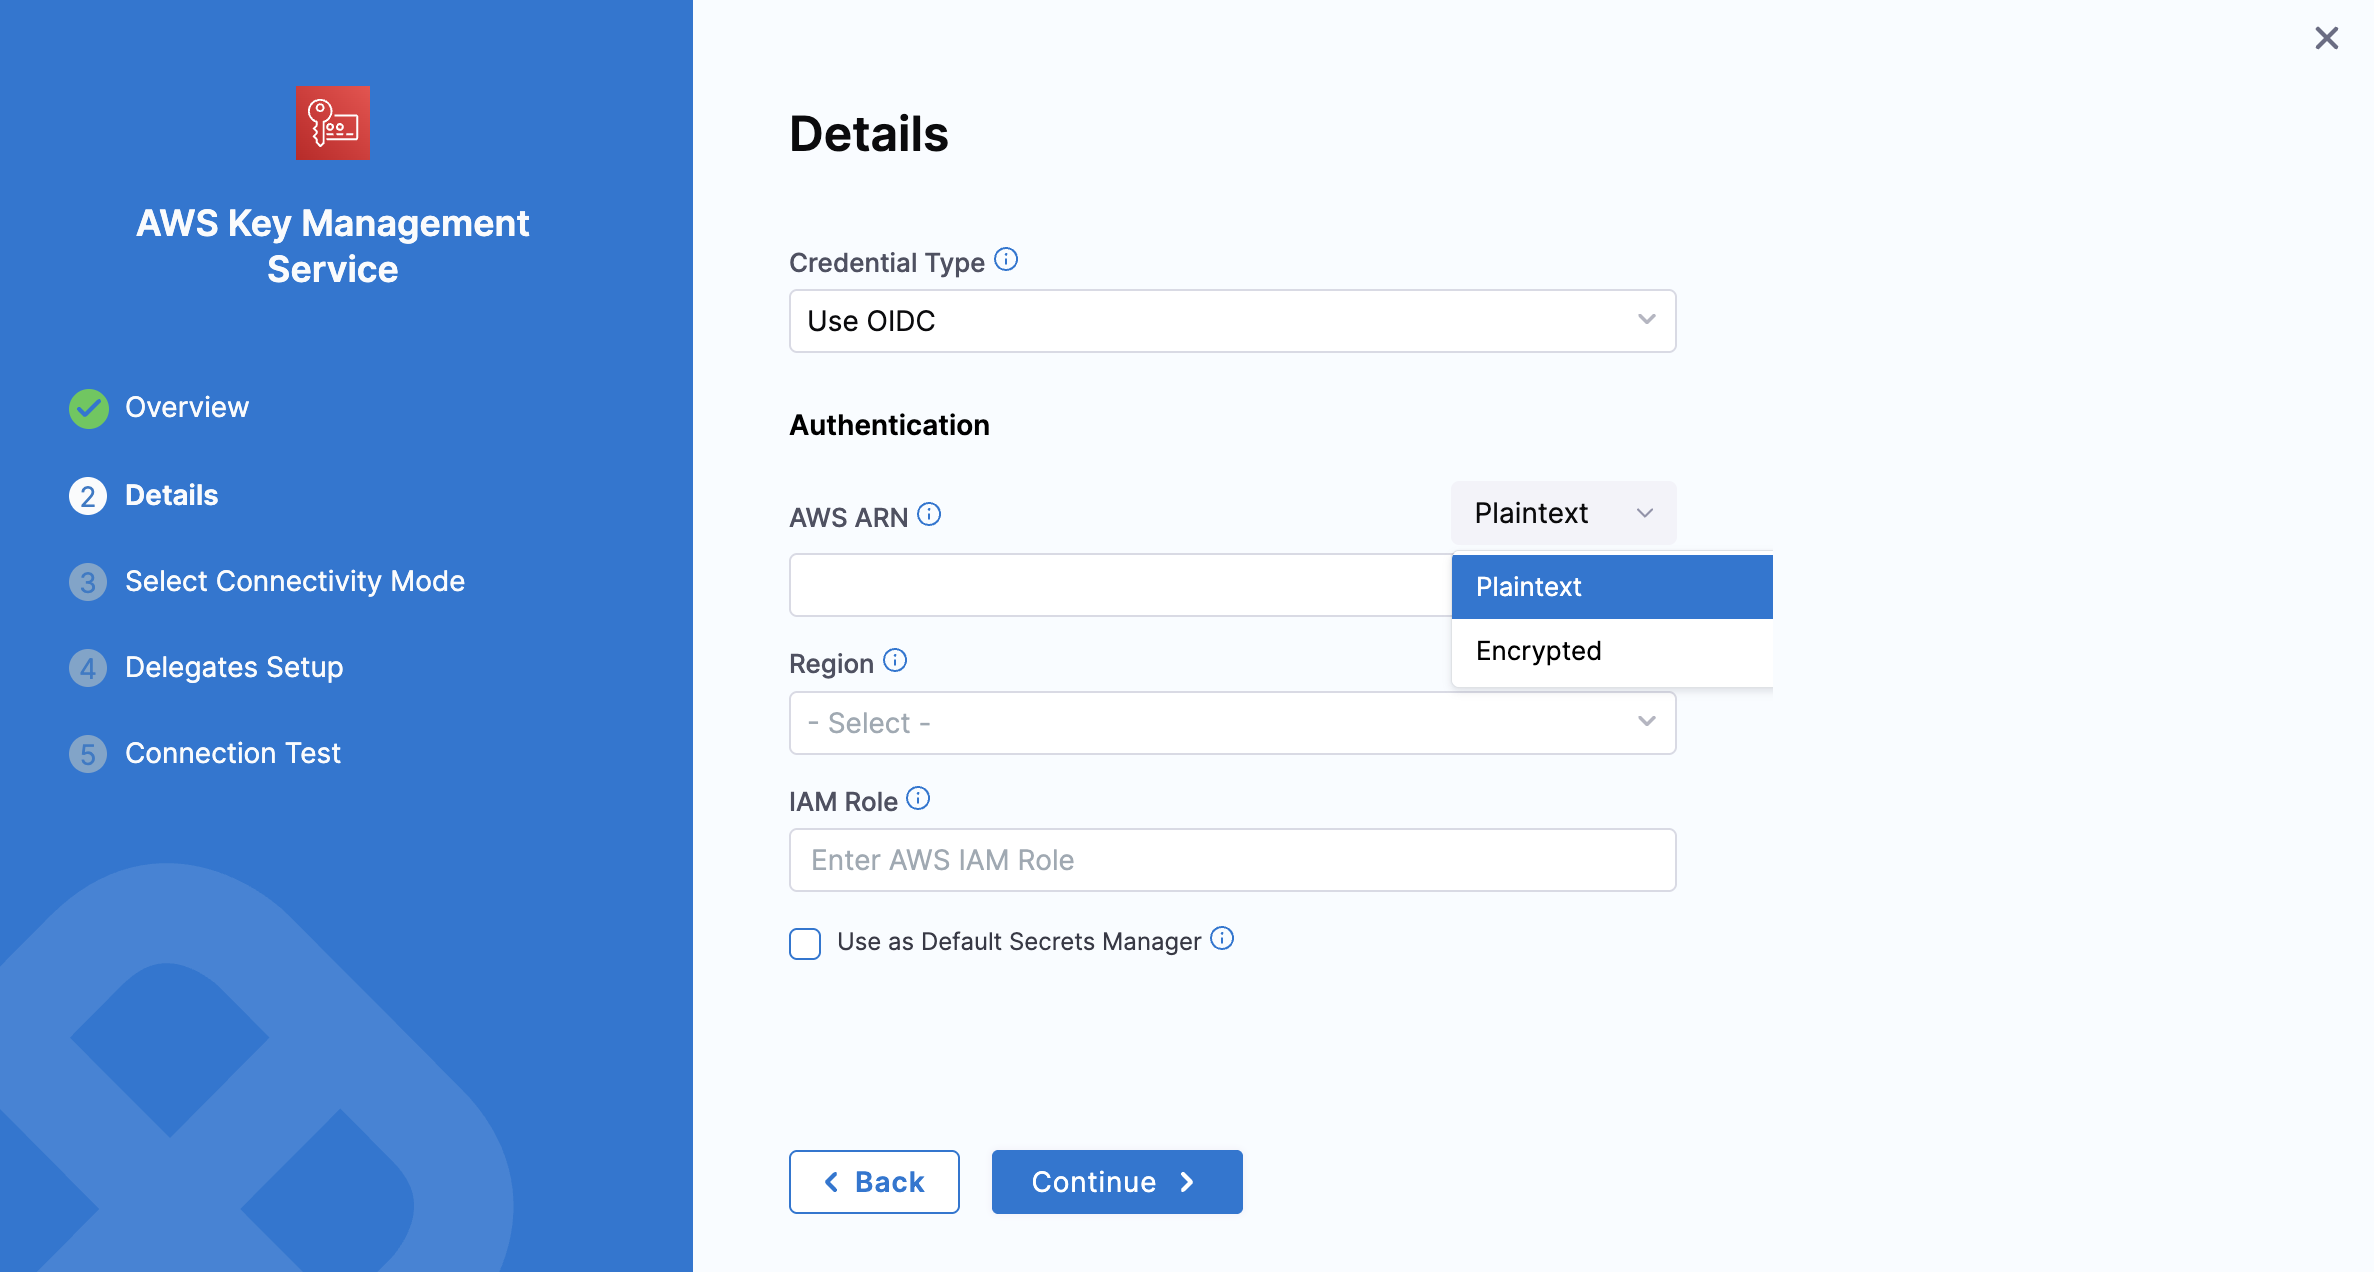 AWS Key Management
Service
Overview
2 Details
3 Select Connectivity Mode
4 Delegates Setup
5 Connection Test
Details
Credential Type
Use OIDC
Authentication
AWS ARN
Plaintext
Plaintext
Encrypted
Region
- Select -
IAM Role
Enter AWS IAM Role
Use as Default Secrets Manager
Back
Continue